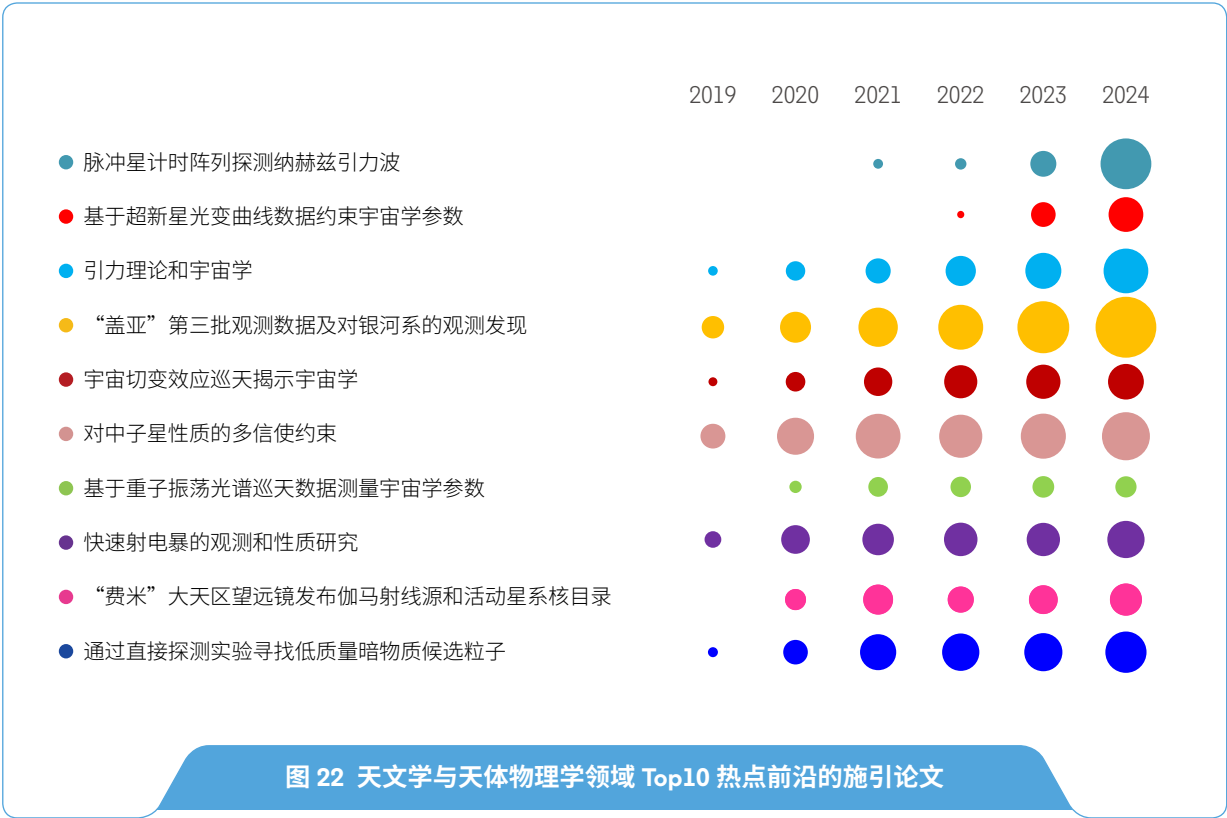 2019 2020 2021 2022 2023 2024
脉冲星计时阵列探测纳赫兹引力波
基于超新星光变曲线数据约束宇宙学参数
引力理论和宇宙学
“盖亚”第三批观测数据及对银河系的观测发现
宇宙切变效应巡天揭示宇宙学
对中子星性质的多信使约束
基于重子振荡光谱巡天数据测量宇宙学参数
快速射电暴的观测和性质研究
“费米”大天区望远镜发布伽马射线源和活动星系核目录
通过直接探测实验寻找低质量暗物质候选粒子
图 22 天文学与天体物理学领域 Top10 热点前沿的施引论文